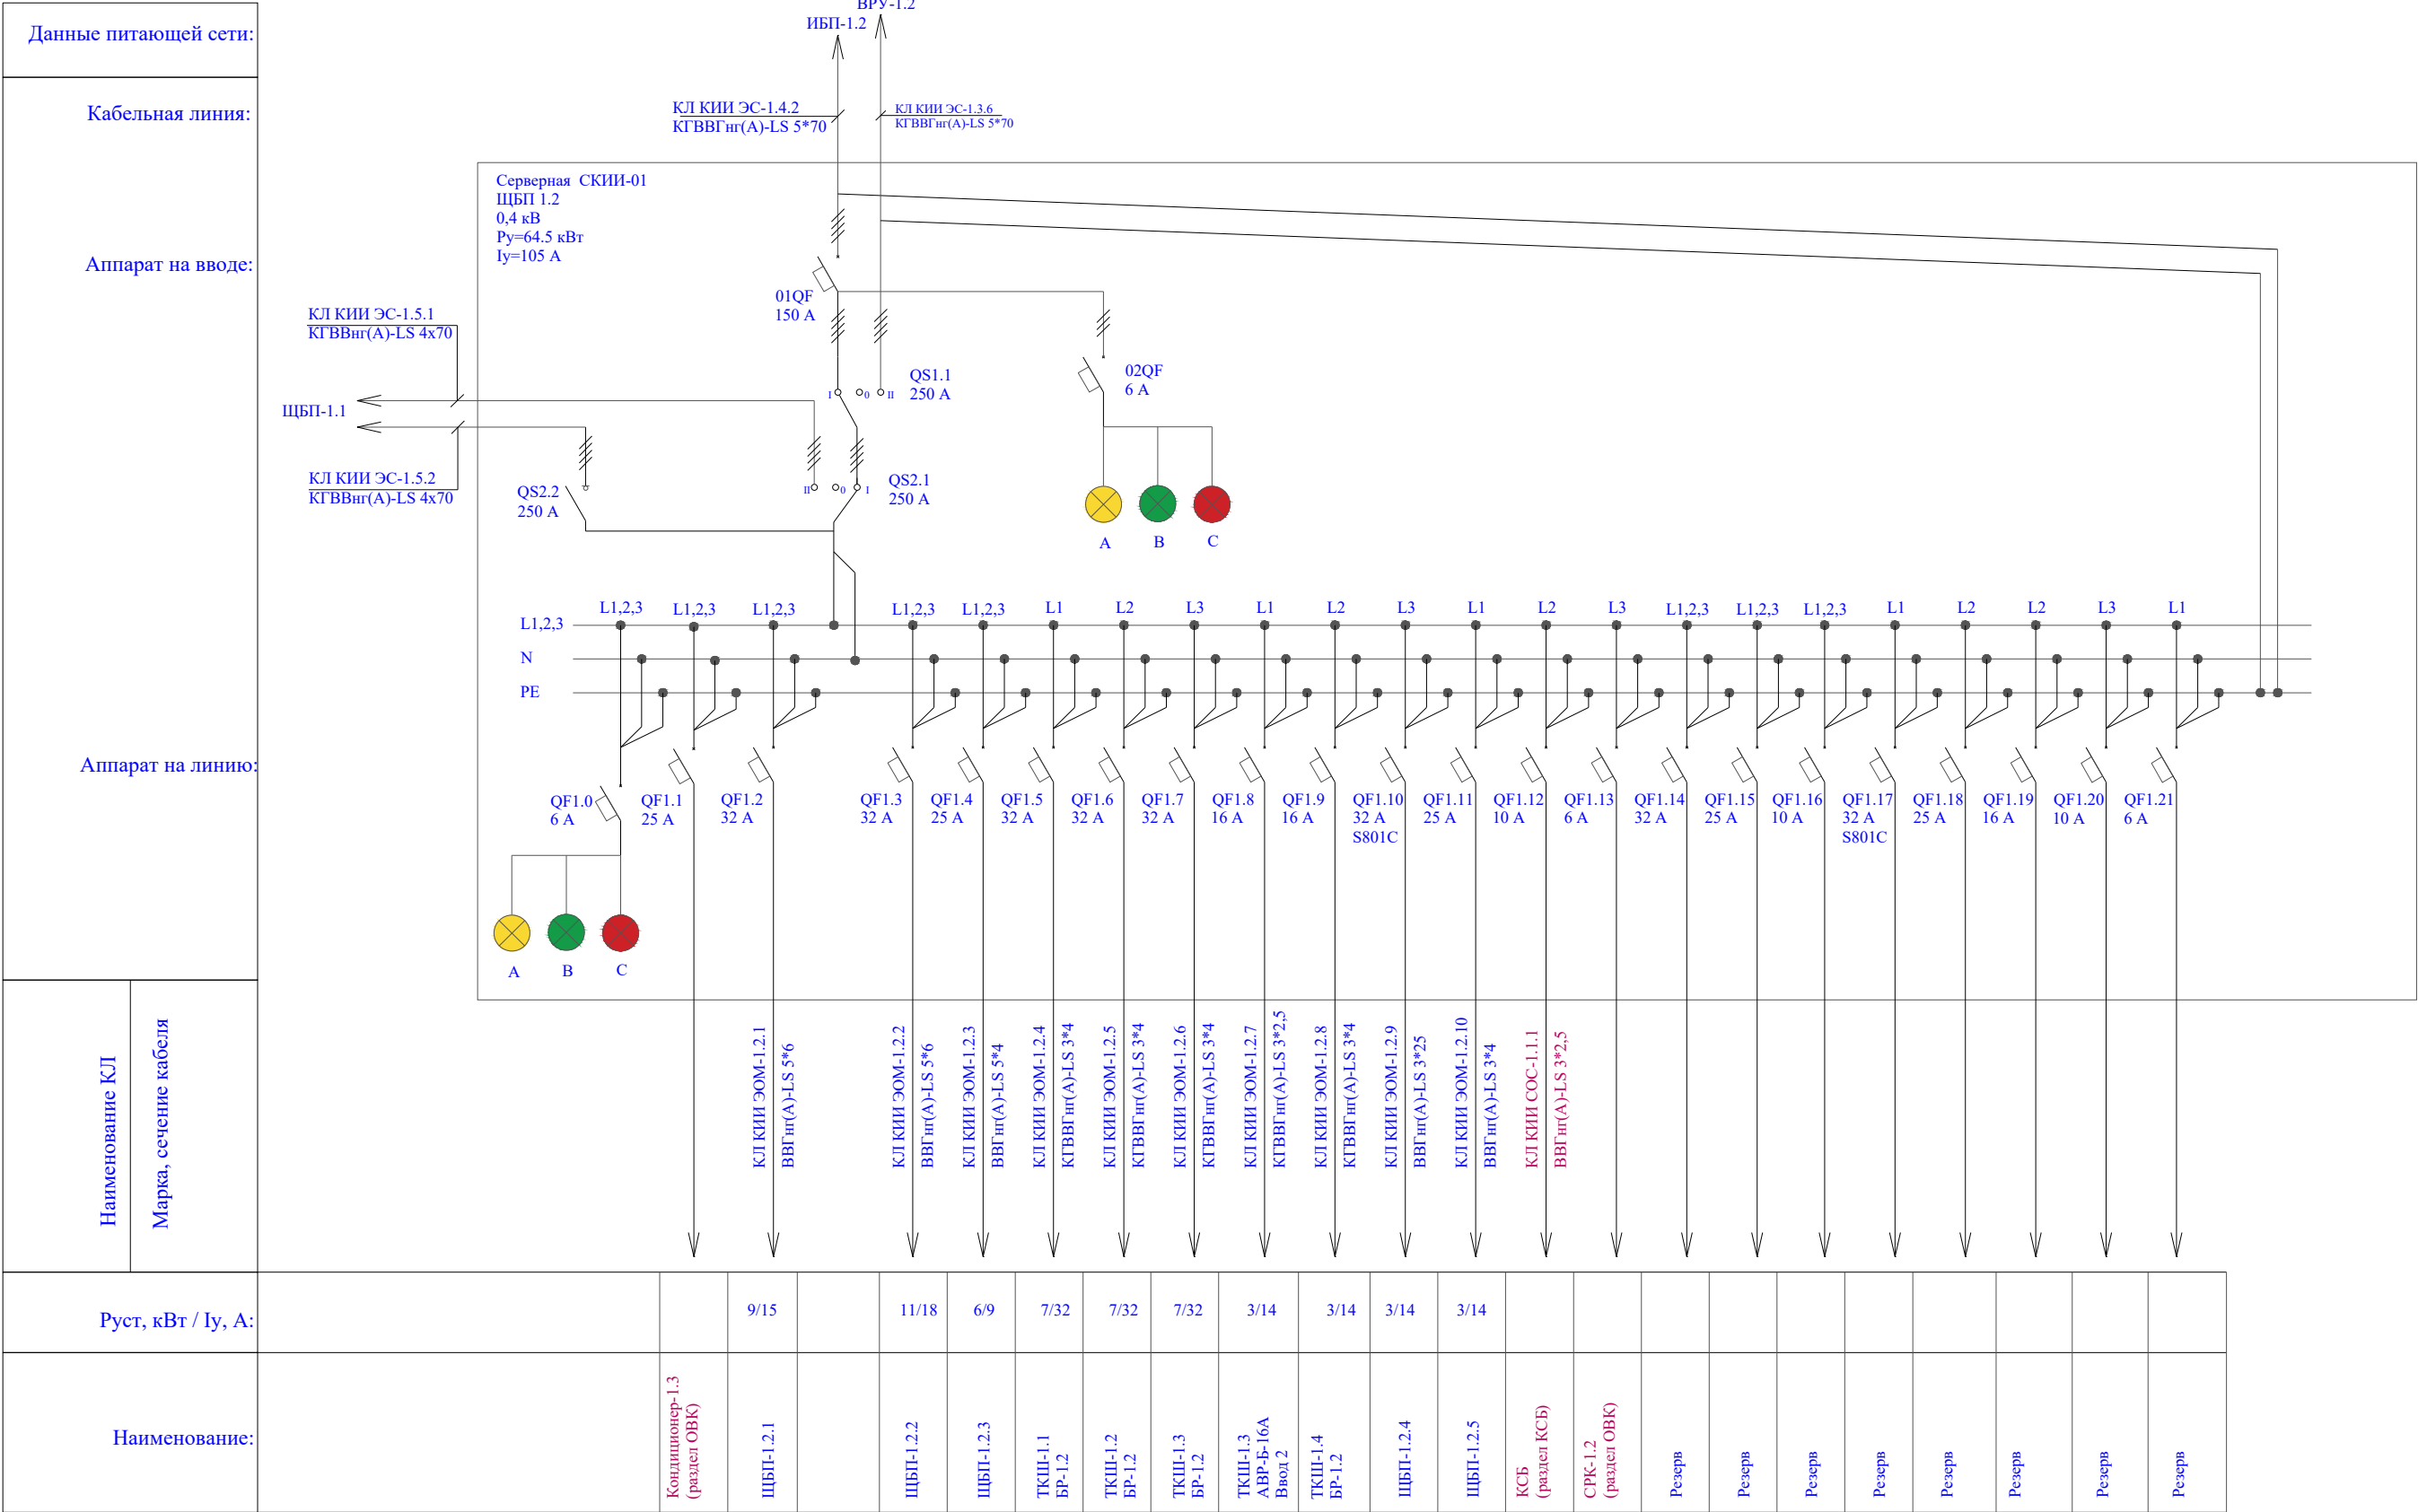 Данные питающей сети:
ВРУ-1.2
ИБП-1.2
Кабельная линия:
КЛ КИИ ЭС-1.4.2
КГВВГнг(А)-LS 5*70
КЛ КИИ ЭС-1.3.6
КГВВГнг(А)-LS 5*70
Серверная СКИИ-01
ЩБП 1.2
0,4 кВ
Ру=64.5 кВт
Iу=105 А
Аппарат на вводе:
01QF
150 А
КЛ КИИ ЭС-1.5.1
КГВВнг(А)-LS 4х70
ЩБП-1.1
КЛ КИИ ЭС-1.5.2
КГВВнг(А)-LS 4х70
I
0
II
QS1.1
250 А
02QF
6 А
II
0
I
QS2.1
250 А
QS2.2
250 А
А
В
С
L1,2,3
L1,2,3
L1,2,3
L1,2,3
L1,2,3
L1
L2
L3
L1
L2
L3
L1
L2
L3
L1,2,3
L1,2,3
L1,2,3
L1
L2
L2
L3
L1
L1,2,3
N
PE
Аппарат на линию:
QF1.0
6 А
QF1.1
25 А
QF1.2
32 А
QF1.3
32 А
QF1.4
25 А
QF1.5
32 А
QF1.6
32 А
QF1.7
32 А
QF1.8
16 А
QF1.9
16 А
QF1.10
32 А
S801C
QF1.11
25 А
QF1.12
10 А
QF1.13
6 А
QF1.14
32 А
QF1.15
25 А
QF1.16
10 А
QF1.17
32 А
S801C
QF1.18
25 А
QF1.19
16 А
QF1.20
10 А
QF1.21
6 А
А
В
С
Наименование КЛ
Марка, сечение кабеля
КЛ КИИ ЭОМ-1.2.1
ВВГнг(А)-LS 5*6
КЛ КИИ ЭОМ-1.2.2
ВВГнг(А)-LS 5*6
КЛ КИИ ЭОМ-1.2.3
ВВГнг(А)-LS 5*4
КЛ КИИ ЭОМ-1.2.4
КГВВГнг(А)-LS 3*4
КЛ КИИ ЭОМ-1.2.5
КГВВГнг(А)-LS 3*4
КЛ КИИ ЭОМ-1.2.6
КГВВГнг(А)-LS 3*4
КЛ КИИ ЭОМ-1.2.7
КГВВГнг(А)-LS 3*2,5
КЛ КИИ ЭОМ-1.2.8
КГВВГнг(А)-LS 3*4
КЛ КИИ ЭОМ-1.2.9
ВВГнг(А)-LS 3*25
КЛ КИИ ЭОМ-1.2.10
ВВГнг(А)-LS 3*4
КЛ КИИ СОС-1.1.1
ВВГнг(А)-LS 3*2,5
Руст, кВт / Iу, А:
9/15
11/18
6/9
7/32
7/32
7/32
3/14
3/14
3/14
3/14
Наименование:
Кондиционер-1.3
(раздел ОВК)
ЩБП-1.2.1
ЩБП-1.2.2
ЩБП-1.2.3
ТКШ-1.1
БР-1.2
ТКШ-1.2
БР-1.2
ТКШ-1.3
БР-1.2
ТКШ-1.3
АВР-Б-16А
Ввод 2
ТКШ-1.4
БР-1.2
ЩБП-1.2.4
ЩБП-1.2.5
КСБ
(раздел КСБ)
СРК-1.2
(раздел ОВК)
Резерв
Резерв
Резерв
Резерв
Резерв
Резерв
Резерв
Резерв